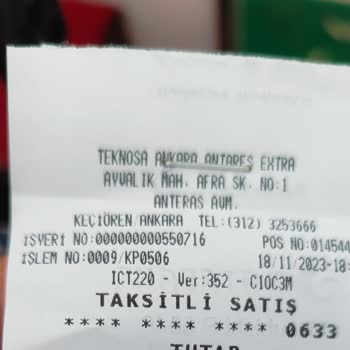 TEKNOSA ANKARA ANTARES EXTRA
AYVALIK MAH. AFRA SK. NO:1
ANTERAS AVM.
KEÇİÖREN/ANKARA TEL:(312) 3253666
İŞYERİ NO:000000000550716 POS NO:014544
İŞLEM NO:0009/KP0506 18/11/2023-18:
ICT220 - Ver:352 - C10C3M
TAKSİTLİ SATIŞ
**** **** **** 0633
TUTAR